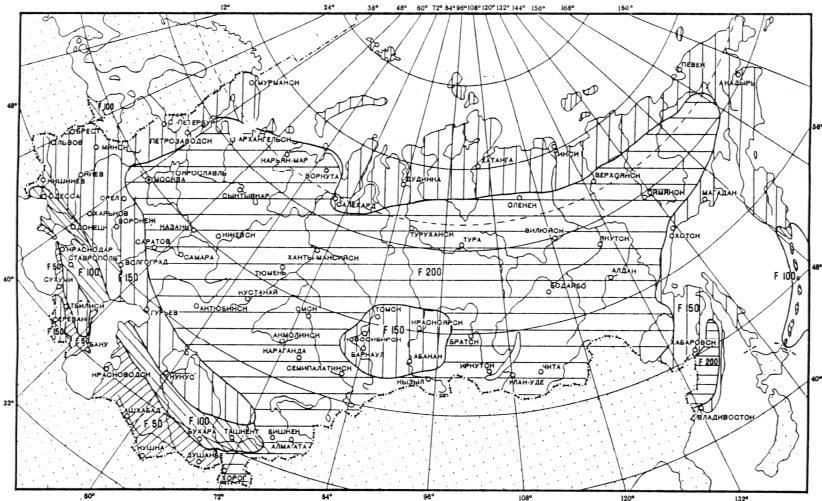 12° 24° 36° 48° 60° 72° 84° 96° 108° 120° 132° 144° 156° 168° 180°
ПЕВЕК
АНАДЫРЬ
МУРМАНСК
F 100
48°
С.-ПЕТЕРБУРГ
БРЕСТ
ЛЬВОВ
МИНСК
ПЕТРОЗАВОДСК
АРХАНГЕЛЬСК
НАРЬЯН-МАР
ВОРКУТА
ТИКСИ
ХАТАНГА
ДУДИНКА
ВЕРХОЯНСК
КИЕВ
ЯРОСЛАВЛЬ
МОСКВА
СЫКТЫВКАР
САЛЕХАРД
ОЛЕНЕК
ОЙМЯКОН
МАГАДАН
КИШИНЕВ
ОДЕССА
ОРЕЛ
ХАРЬКОВ
ВОРОНЕЖ
ДОНЕЦК
КАЗАНЬ
ИЖЕВСК
ТУРУХАНСК
ТУРА
ВИЛЮЙСК
ЯКУТСК
ОХОТСК
КРАСНОДАР
СТАВРОПОЛЬ
САРАТОВ
САМАРА
ХАНТЫ-МАНСИЙСК
48°
F 50
F 100
F 150
ВОЛГОГРАД
ТЮМЕНЬ
F 200
АЛДАН
F 100
40°
СУХУМИ
БОДАЙБО
КУСТАНАЙ
ТБИЛИСИ
ГУРЬЕВ
АКТЮБИНСК
ОМСК
ТОМСК
F 150
ЕРЕВАН
F 150
КРАСНОЯРСК
F 150
АКМОЛИНСК
НОВОСИБИРСК
БРАТСК
F 50
БАКУ
КАРАГАНДА
БАРНАУЛ
АБАКАН
ХАБАРОВСК
40°
F 200
КРАСНОВОДСК
НУКУС
СЕМИПАЛАТИНСК
КЫЗЫЛ
ИРКУТСК
УЛАН-УДЕ
ЧИТА
32°
АШХАБАД
F 50
F 100
БУХАРА
ТАШКЕНТ
БИШКЕК
АЛМА-АТА
ВЛАДИВОСТОК
КУШКА
ДУШАНБЕ
ХОРОГ
60° 72° 84° 96° 108° 120° 132°